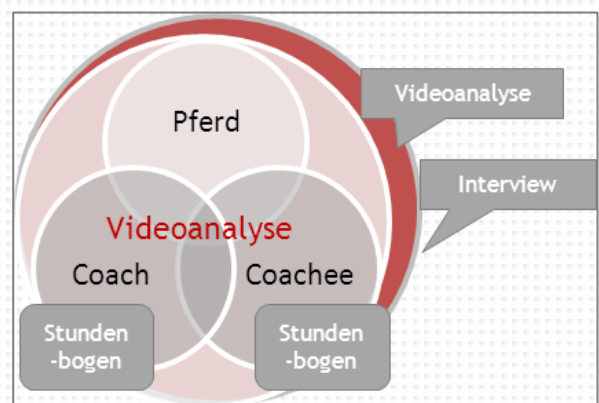 Pferd
Videoanalyse
Interview
Videoanalyse
Coach
Coachee
Stunden
-bogen
Stunden
-bogen